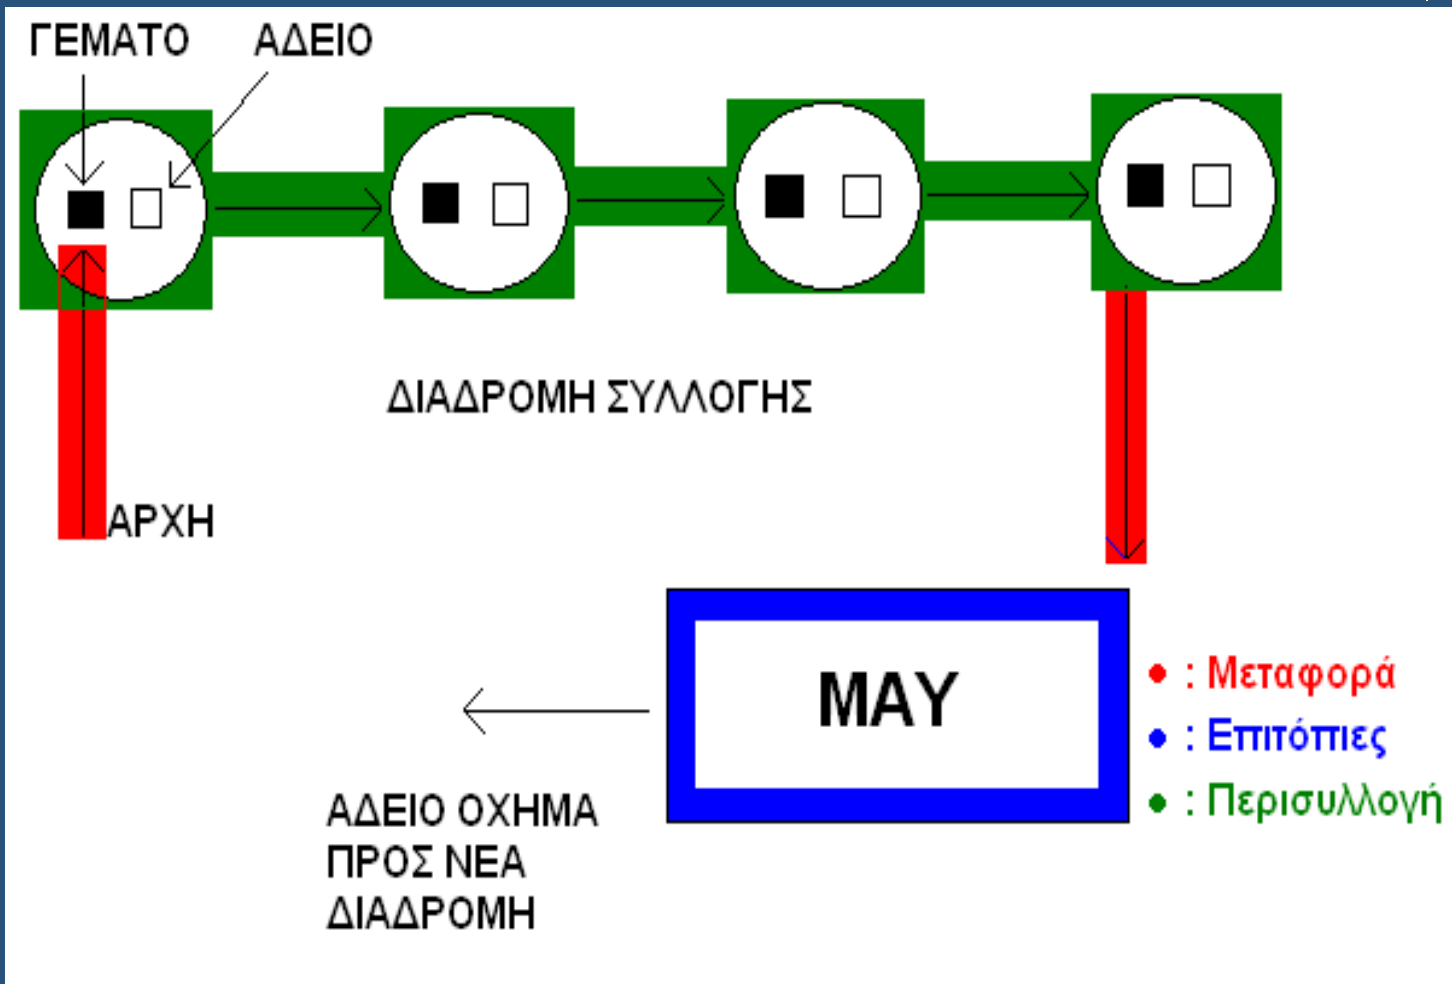 ΓΕΜΑΤΟ
ΑΔΕΙΟ
ΔΙΑΔΡΟΜΗ ΣΥΛΛΟΓΗΣ
ΑΡΧΗ
ΜΑΥ
● : Μεταφορά
● : Επιτόπιες
● : Περισυλλογή
ΑΔΕΙΟ ΟΧΗΜΑ
ΠΡΟΣ ΝΕΑ
ΔΙΑΔΡΟΜΗ